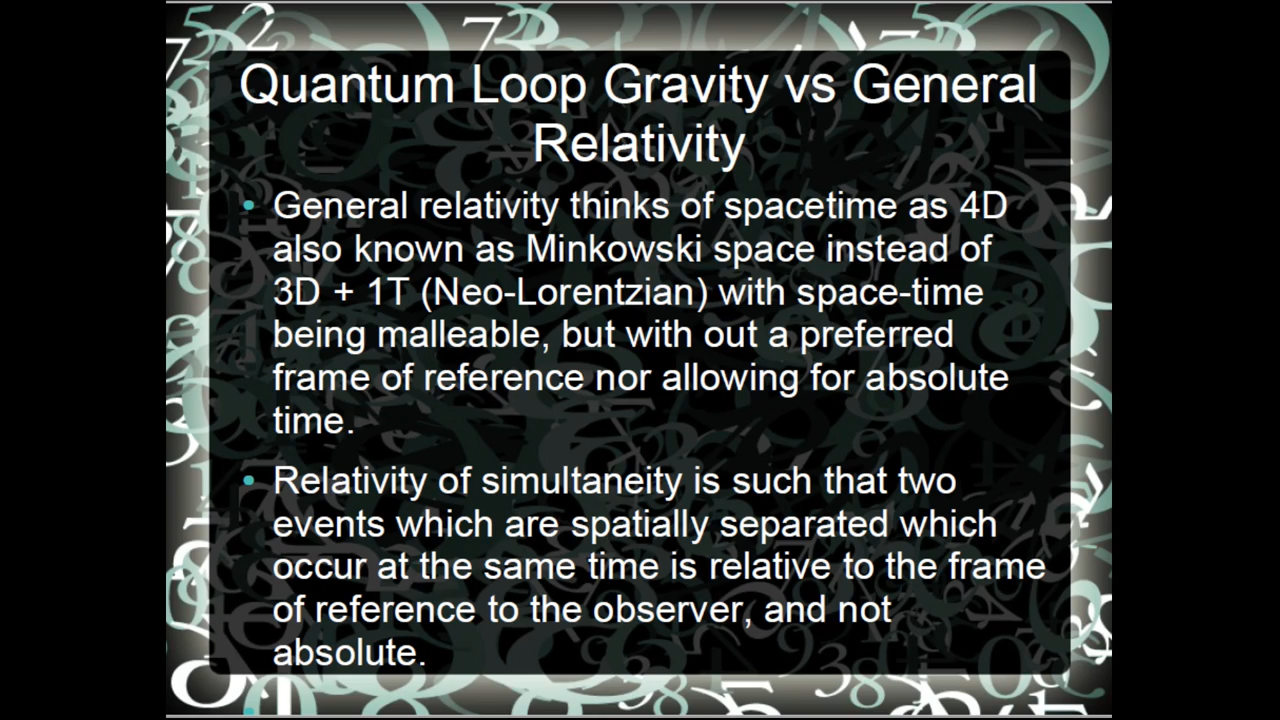 Quantum Loop Gravity vs General
Relativity
• General relativity thinks of spacetime as 4D
also known as Minkowski space instead of
3D + 1T (Neo-Lorentzian) with space-time
being malleable, but with out a preferred
frame of reference nor allowing for absolute
time.
• Relativity of simultaneity is such that two
events which are spatially separated which
occur at the same time is relative to the frame
of reference to the observer, and not
absolute.